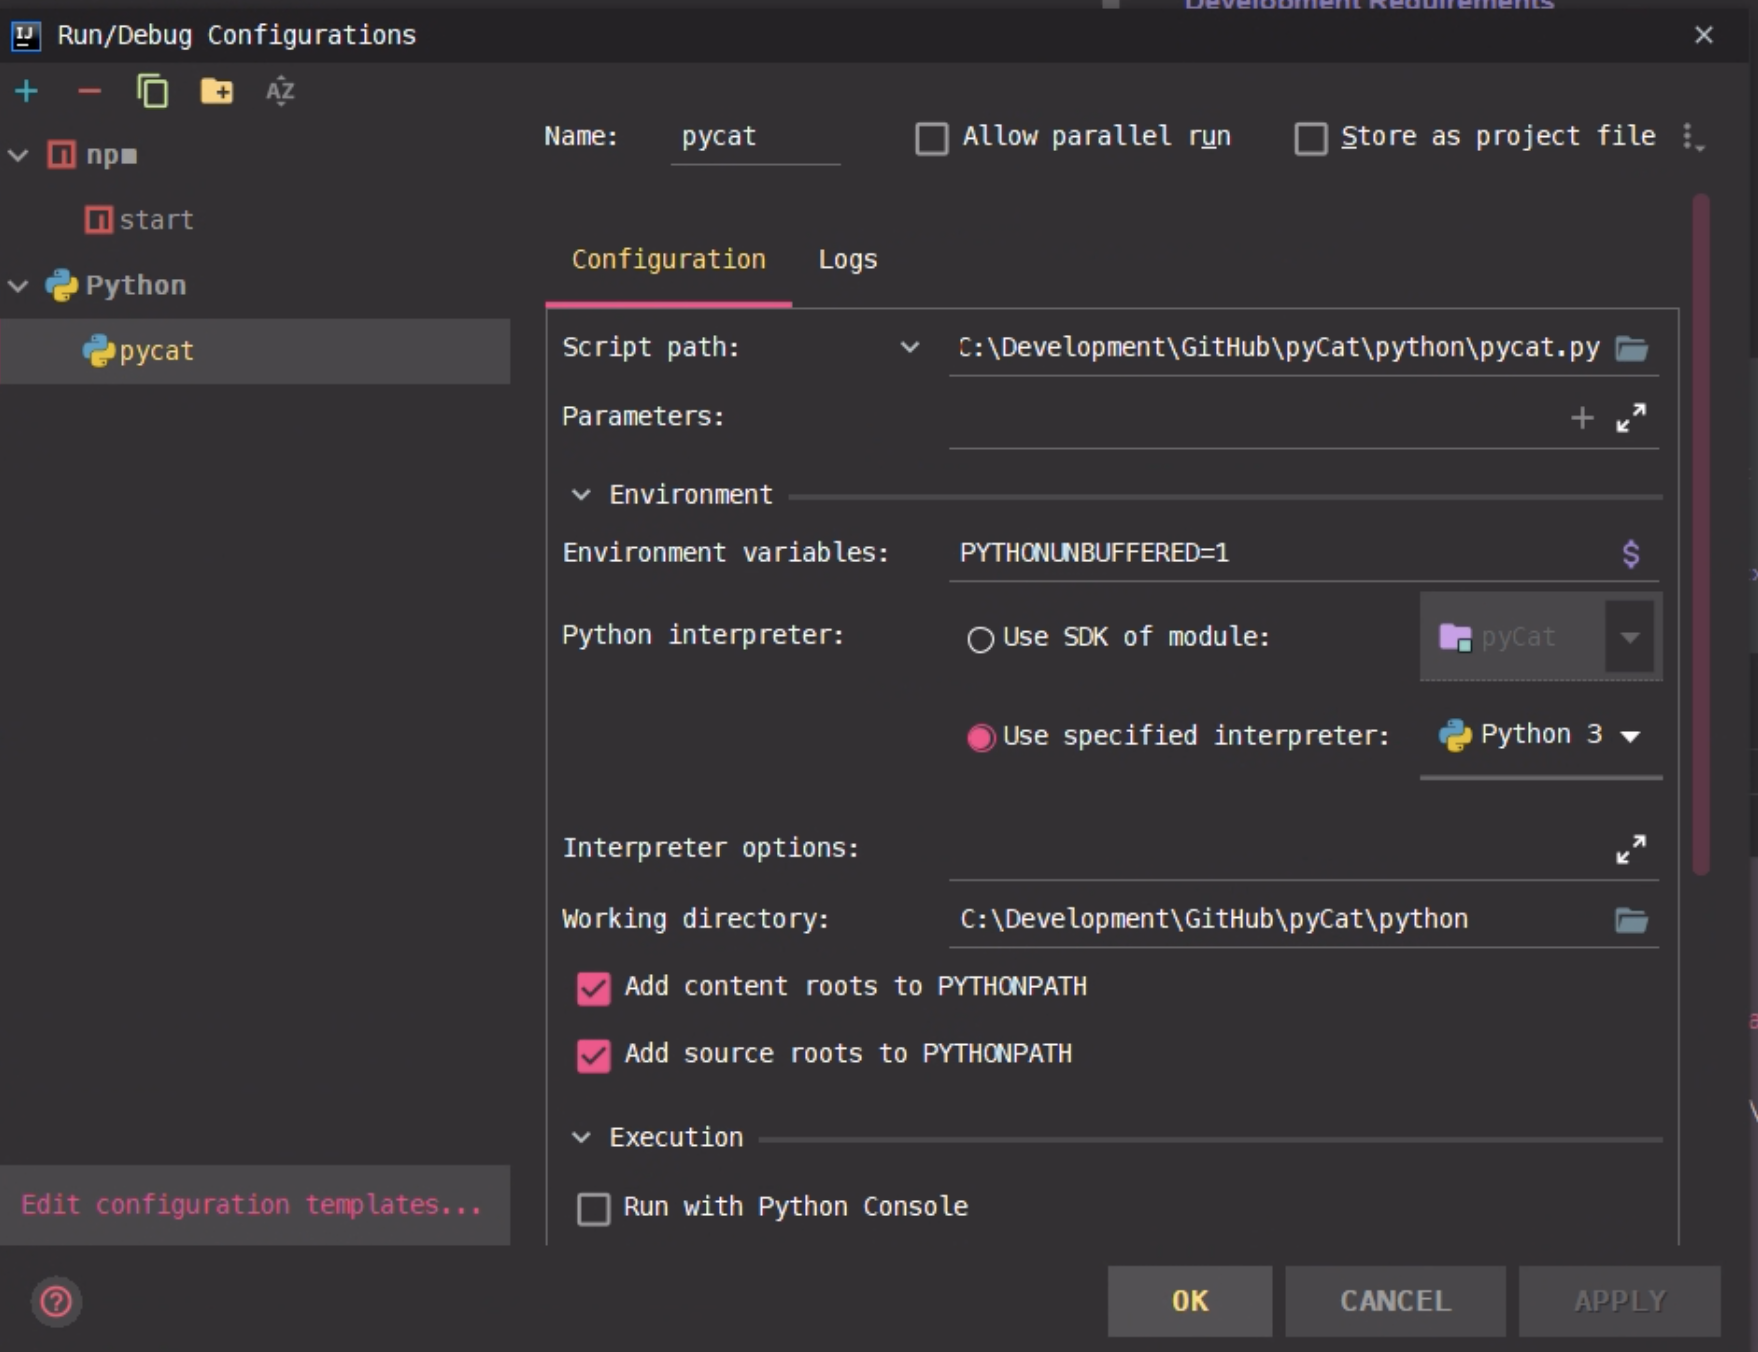 Development Requirements
Run/Debug Configurations
AZ
Name: pycat Allow parallel run Store as project file
npm
start
Python
pycat
Configuration Logs
Script path: C:\Development\GitHub\pyCat\python\pycat.py
Parameters:
Environment
Environment variables: PYTHONUNBUFFERED=1 $
Python interpreter: Use SDK of module: pyCat
Use specified interpreter: Python 3
Interpreter options:
Working directory: C:\Development\GitHub\pyCat\python
Add content roots to PYTHONPATH
Add source roots to PYTHONPATH
Execution
Run with Python Console
Edit configuration templates...
? OK CANCEL APPLY